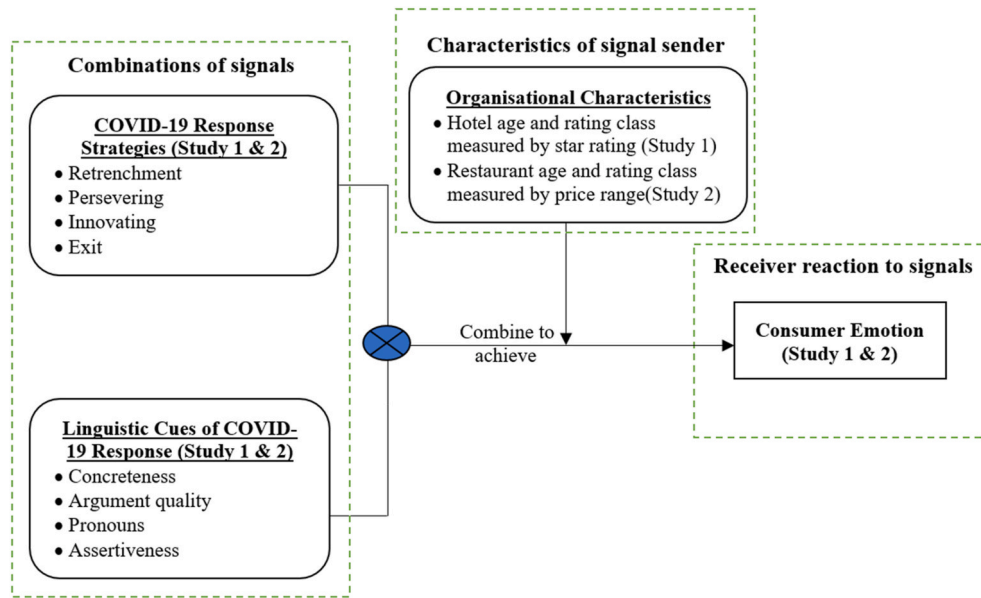 Combinations of signals
COVID-19 Response
Strategies (Study 1 & 2)
• Retrenchment
• Persevering
• Innovating
• Exit
Linguistic Cues of COVID-
19 Response (Study 1 & 2)
• Concreteness
• Argument quality
• Pronouns
• Assertiveness
Characteristics of signal sender
Organisational Characteristics
• Hotel age and rating class
measured by star rating (Study 1)
• Restaurant age and rating class
measured by price range(Study 2)
Combine to
achieve
Receiver reaction to signals
Consumer Emotion
(Study 1 & 2)